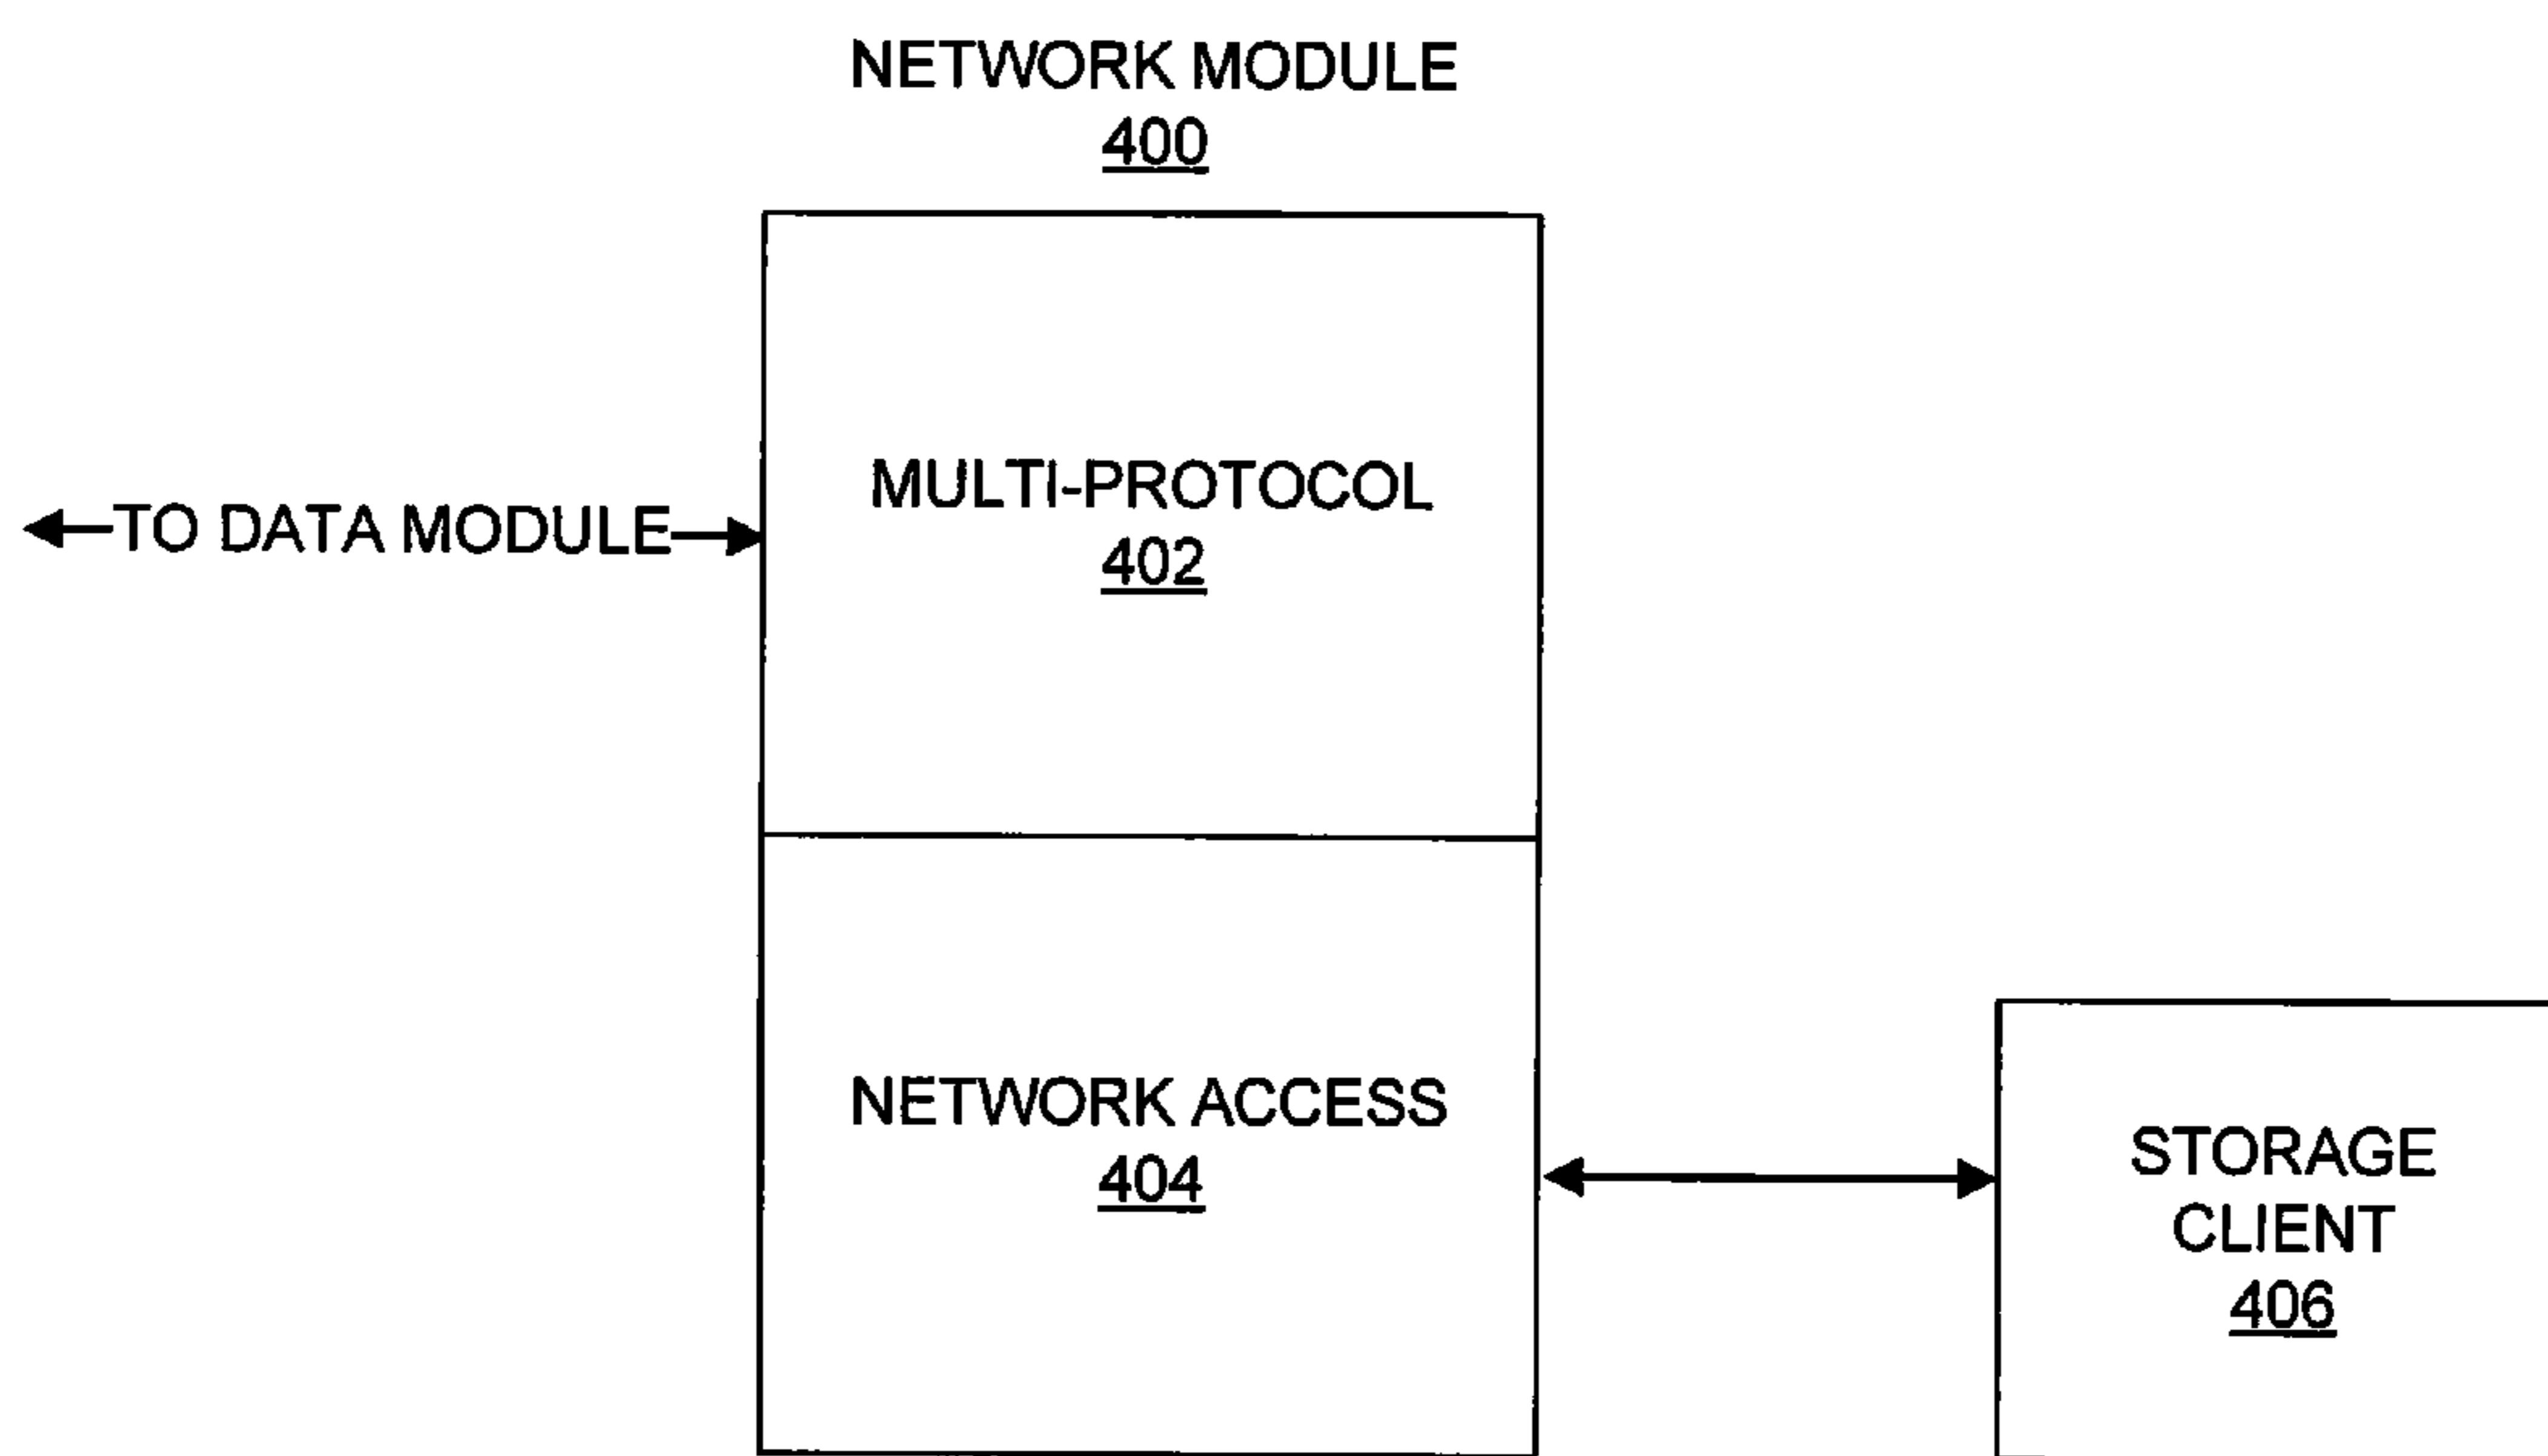 NETWORK MODULE
400
MULTI-PROTOCOL
402
TO DATA MODULE
NETWORK ACCESS
404
STORAGE
CLIENT
406